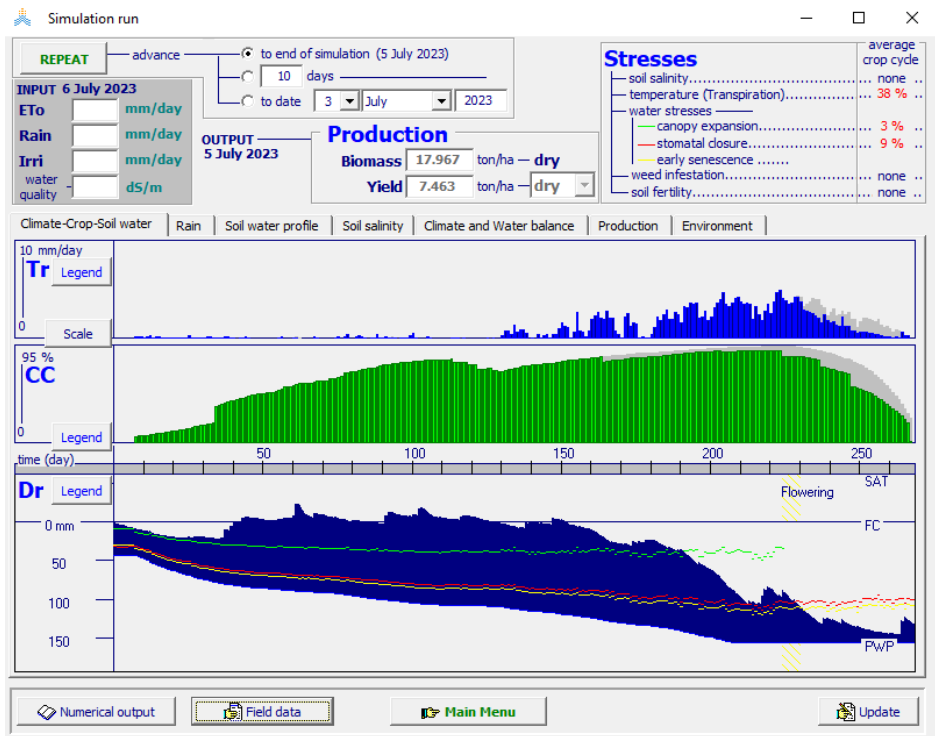 Simulation run
REPEAT
advance
to end of simulation (5 July 2023)
10 days
to date 3 July 2023
INPUT 6 July 2023
ETo mm/day
Rain mm/day
Irri mm/day
water quality dS/m
OUTPUT
5 July 2023
Production
Biomass 17.967 ton/ha dry
Yield 7.463 ton/ha dry
Stresses
average
crop cycle
soil salinity........................ none ..
temperature (Transpiration)................ 38 % ..
water stresses
canopy expansion.................. 3 % ..
stomatal closure.................... 9 % ..
early senescence .......
weed infestation.................... none ..
soil fertility........................... none ..
Climate-Crop-Soil water Rain Soil water profile Soil salinity Climate and Water balance Production Environment
10 mm/day
Tr Legend
0
Scale
95 %
CC
0
Legend
time (day) 50 100 150 200 250
Dr Legend
Flowering
SAT
0 mm
FC
50
100
150
PWP
Numerical output Field data Main Menu Update